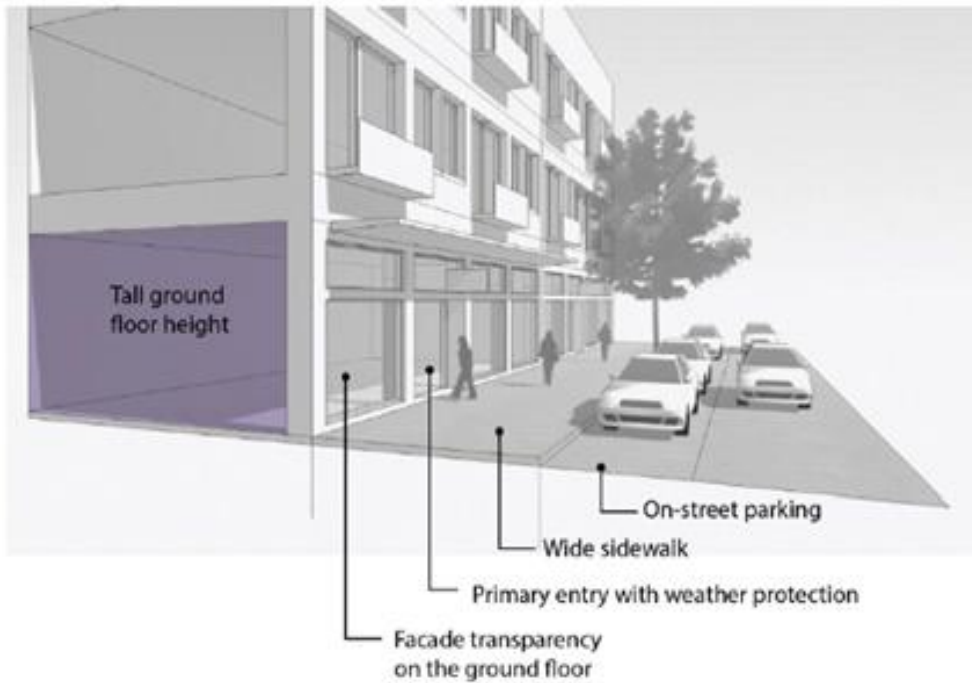 Tall ground
floor height
On-street parking
Wide sidewalk
Primary entry with weather protection
Facade transparency
on the ground floor